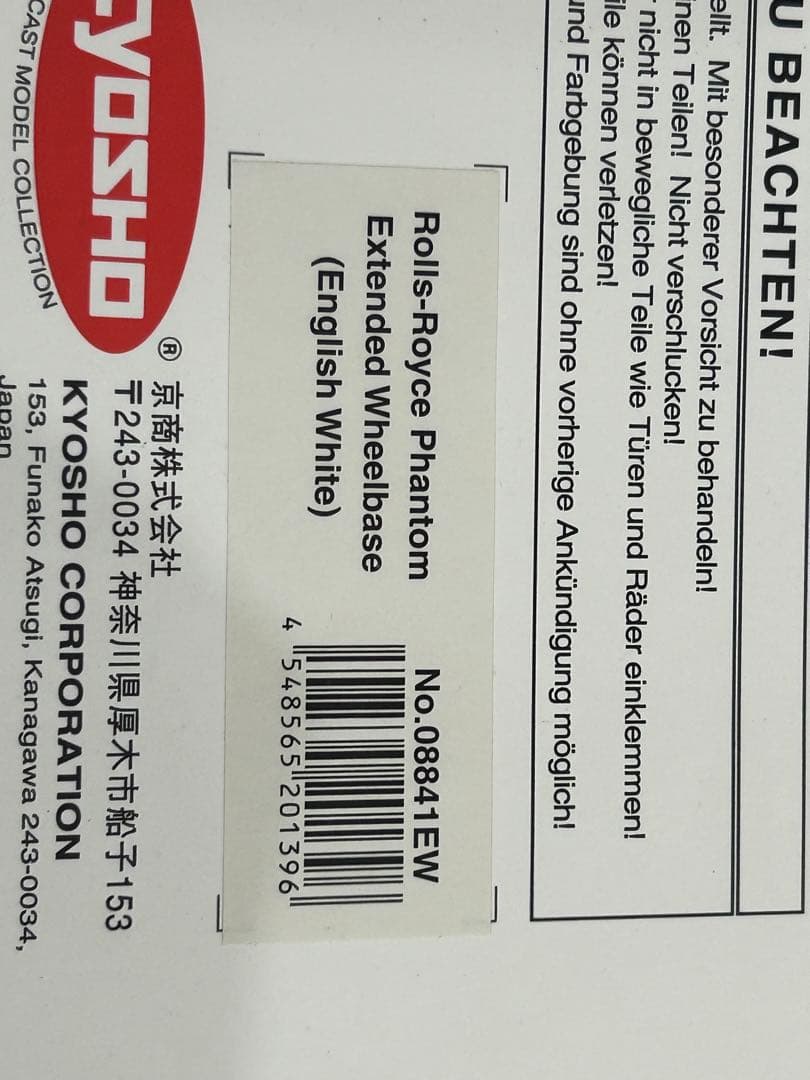 U BEACHTEN!
ellt. Mit besonderer Vorsicht zu behandeln!
nen Teilen! Nicht verschlucken!
nicht in bewegliche Teile wie Türen und Räder einklemmen!
ile können verletzen!
und Farbgebung sind ohne vorherige Ankündigung möglich!
Rolls-Royce Phantom
Extended Wheelbase
(English White)
No.08841EW
4 548565 201396
KYOSHO ®
CAST MODEL COLLECTION
京商株式会社
〒243-0034 神奈川県厚木市船子153
KYOSHO CORPORATION
153, Funako Atsugi, Kanagawa 243-0034,
Japan